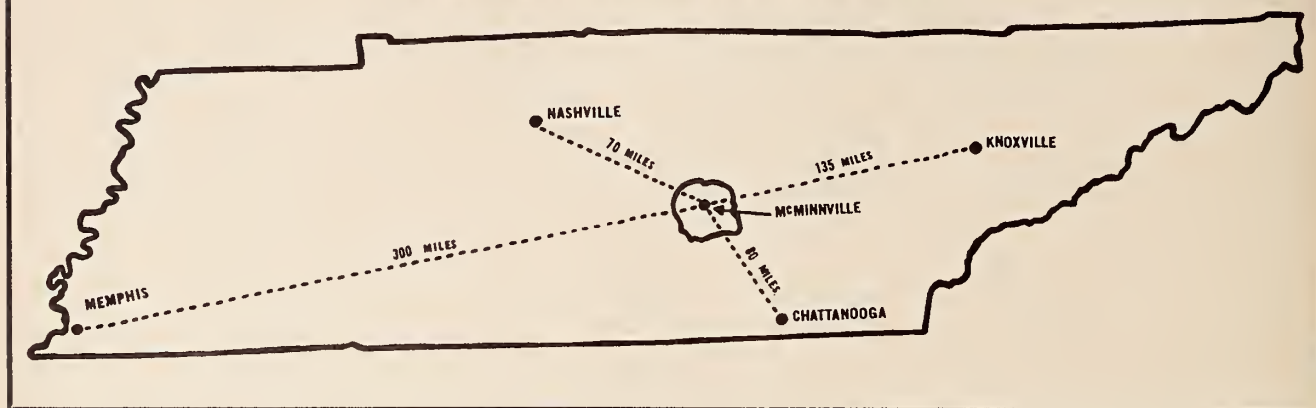 NASHVILLE
70 MILES
KNOXVILLE
135 MILES
McMINNVILLE
300 MILES
80 MILES
MEMPHIS
CHATTANOOGA